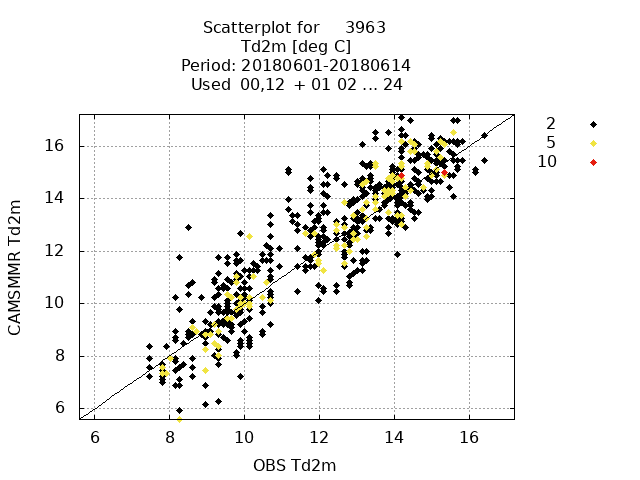 Scatterplot for 3963
Td2m [deg C]
Period: 20180601-20180614
Used 00,12 + 01 02 ... 24
2
5
10
16
14
12
10
8
6
CAMSMMR Td2m
6 8 10 12 14 16
OBS Td2m